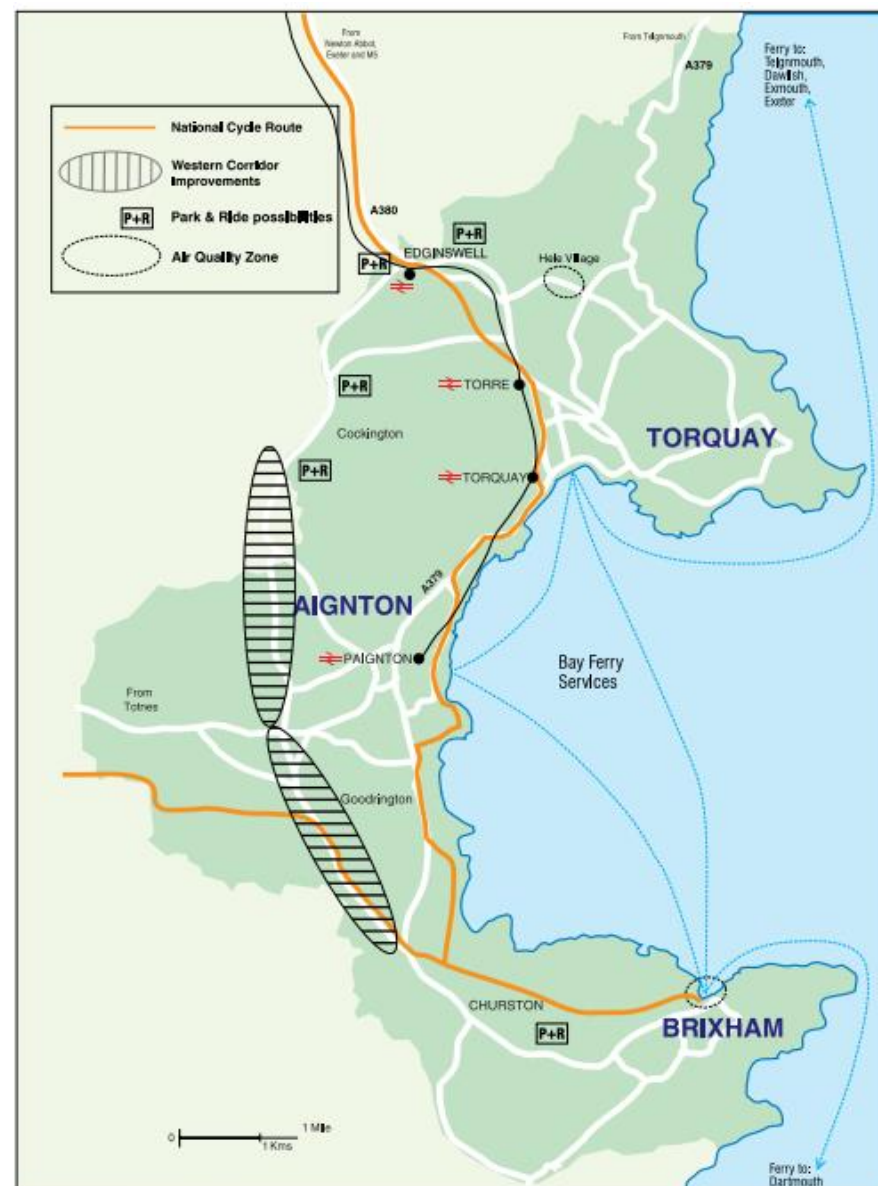 From
Newton Abbot,
Exeter and M5
From Teignmouth
A379
Ferry to:
Teignmouth,
Dawlish,
Exmouth,
Exeter
National Cycle Route
Western Corridor
Improvements
P+R
Park & Ride possibilities
Air Quality Zone
A380
P+R
EDGINSWELL
P+R
Hele Village
P+R
TORRE
Cockington
TORQUAY
P+R
TORQUAY
A379
AIGNTON
PAIGNTON
Bay Ferry
Services
From
Totnes
Goodrington
CHURSTON
P+R
BRIXHAM
0
1 Mile
1 Kms
Ferry to:
Dartmouth